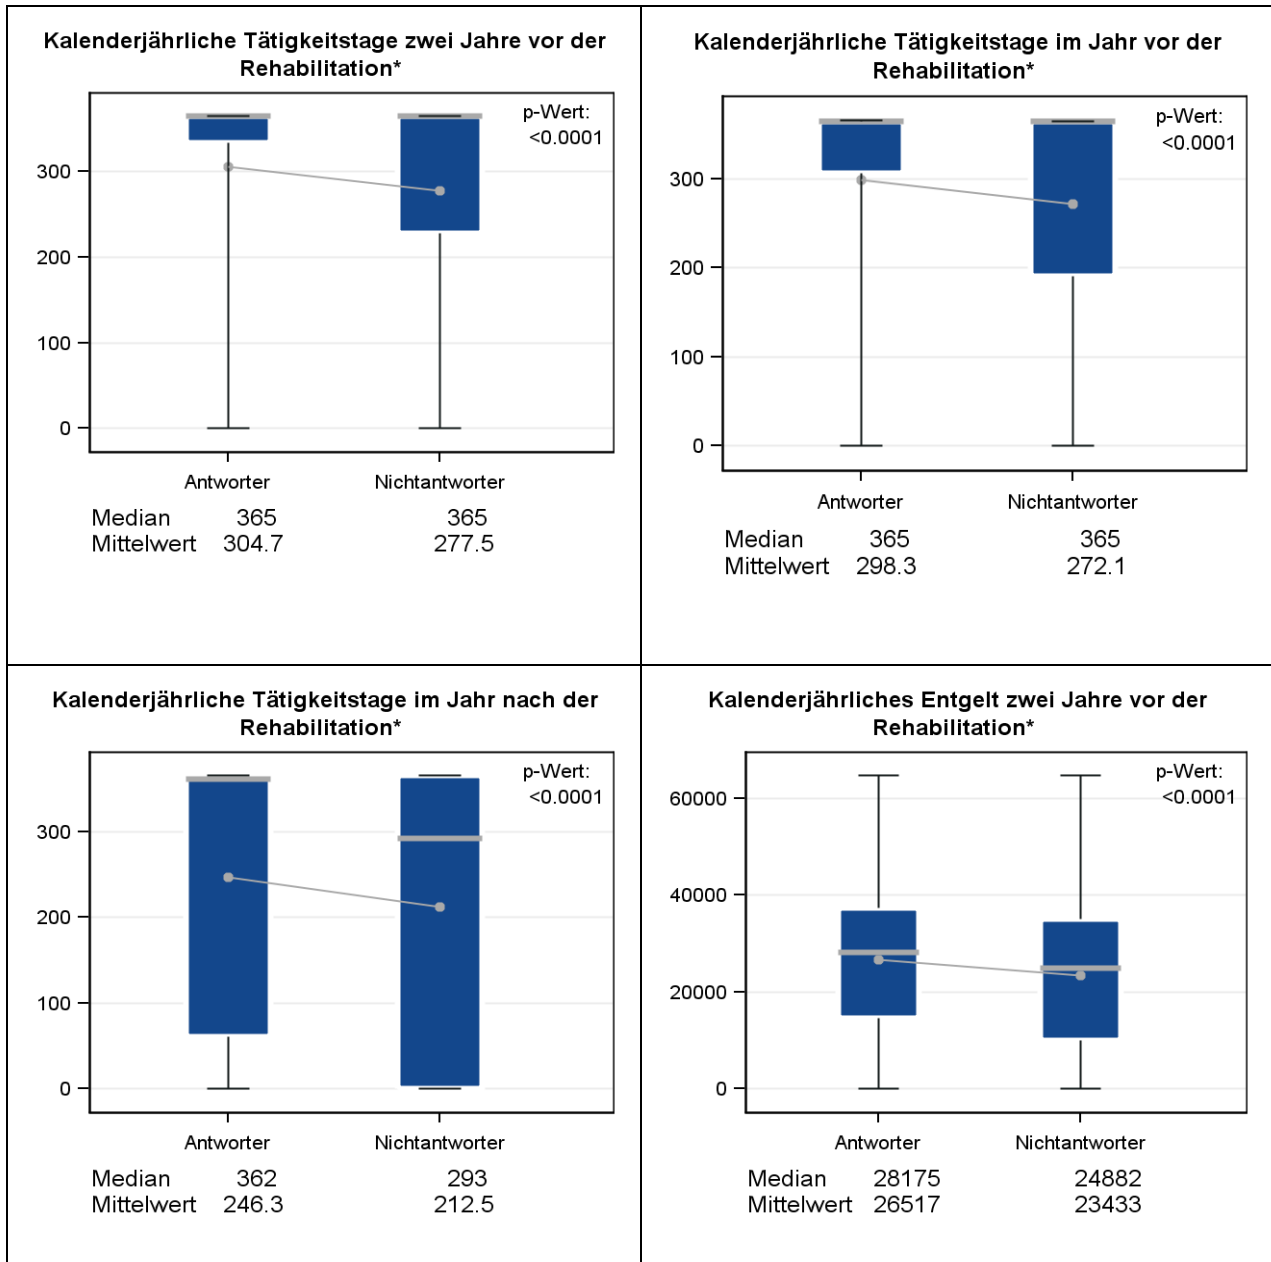 Kalenderjährliche Tätigkeitstage zwei Jahre vor der
Rehabilitation*
p-Wert:
<0.0001
300
200
100
0
Antworter Nichtantworter
Median 365 365
Mittelwert 304.7 277.5
Kalenderjährliche Tätigkeitstage im Jahr vor der
Rehabilitation*
p-Wert:
<0.0001
300
200
100
0
Antworter Nichtantworter
Median 365 365
Mittelwert 298.3 272.1
Kalenderjährliche Tätigkeitstage im Jahr nach der
Rehabilitation*
p-Wert:
<0.0001
300
200
100
0
Antworter Nichtantworter
Median 362 293
Mittelwert 246.3 212.5
Kalenderjährliches Entgelt zwei Jahre vor der
Rehabilitation*
p-Wert:
<0.0001
60000
40000
20000
0
Antworter Nichtantworter
Median 28175 24882
Mittelwert 26517 23433